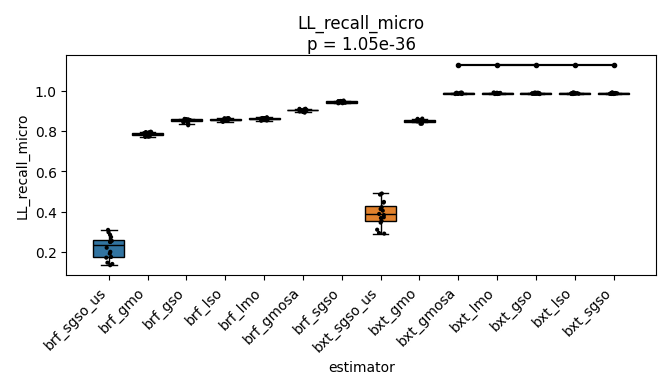 LL_recall_micro
p = 1.05e-36
LL_recall_micro
1.0
0.8
0.6
0.4
0.2
brf_sgso_us
brf_gmo
brf_gso
brf_lso
brf_lmo
brf_gmosa
brf_sgso
bxt_sgso_us
bxt_gmo
bxt_gmosa
bxt_lmo
bxt_gso
bxt_lso
bxt_sgso
estimator